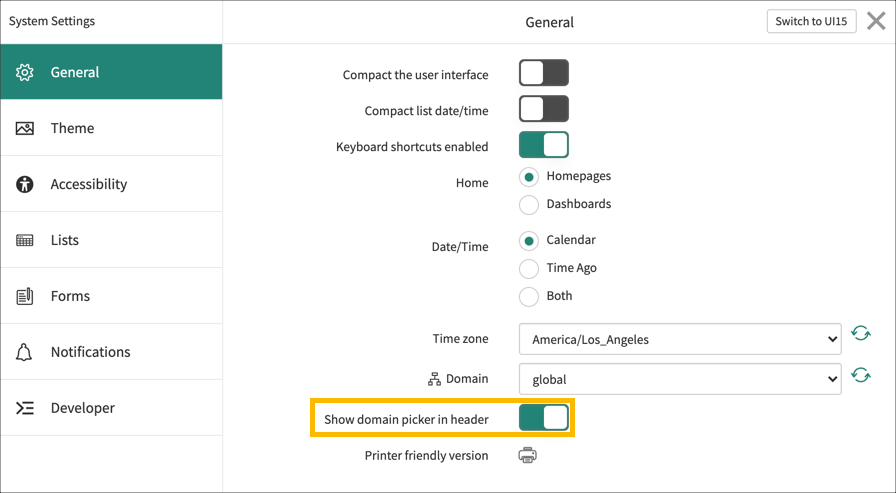 System Settings
General
Switch to UI15
General
Theme
Accessibility
Lists
Forms
Notifications
Developer
Compact the user interface
Compact list date/time
Keyboard shortcuts enabled
Home
Homepages
Dashboards
Date/Time
Calendar
Time Ago
Both
Time zone
America/Los_Angeles
Domain
global
Show domain picker in header
Printer friendly version